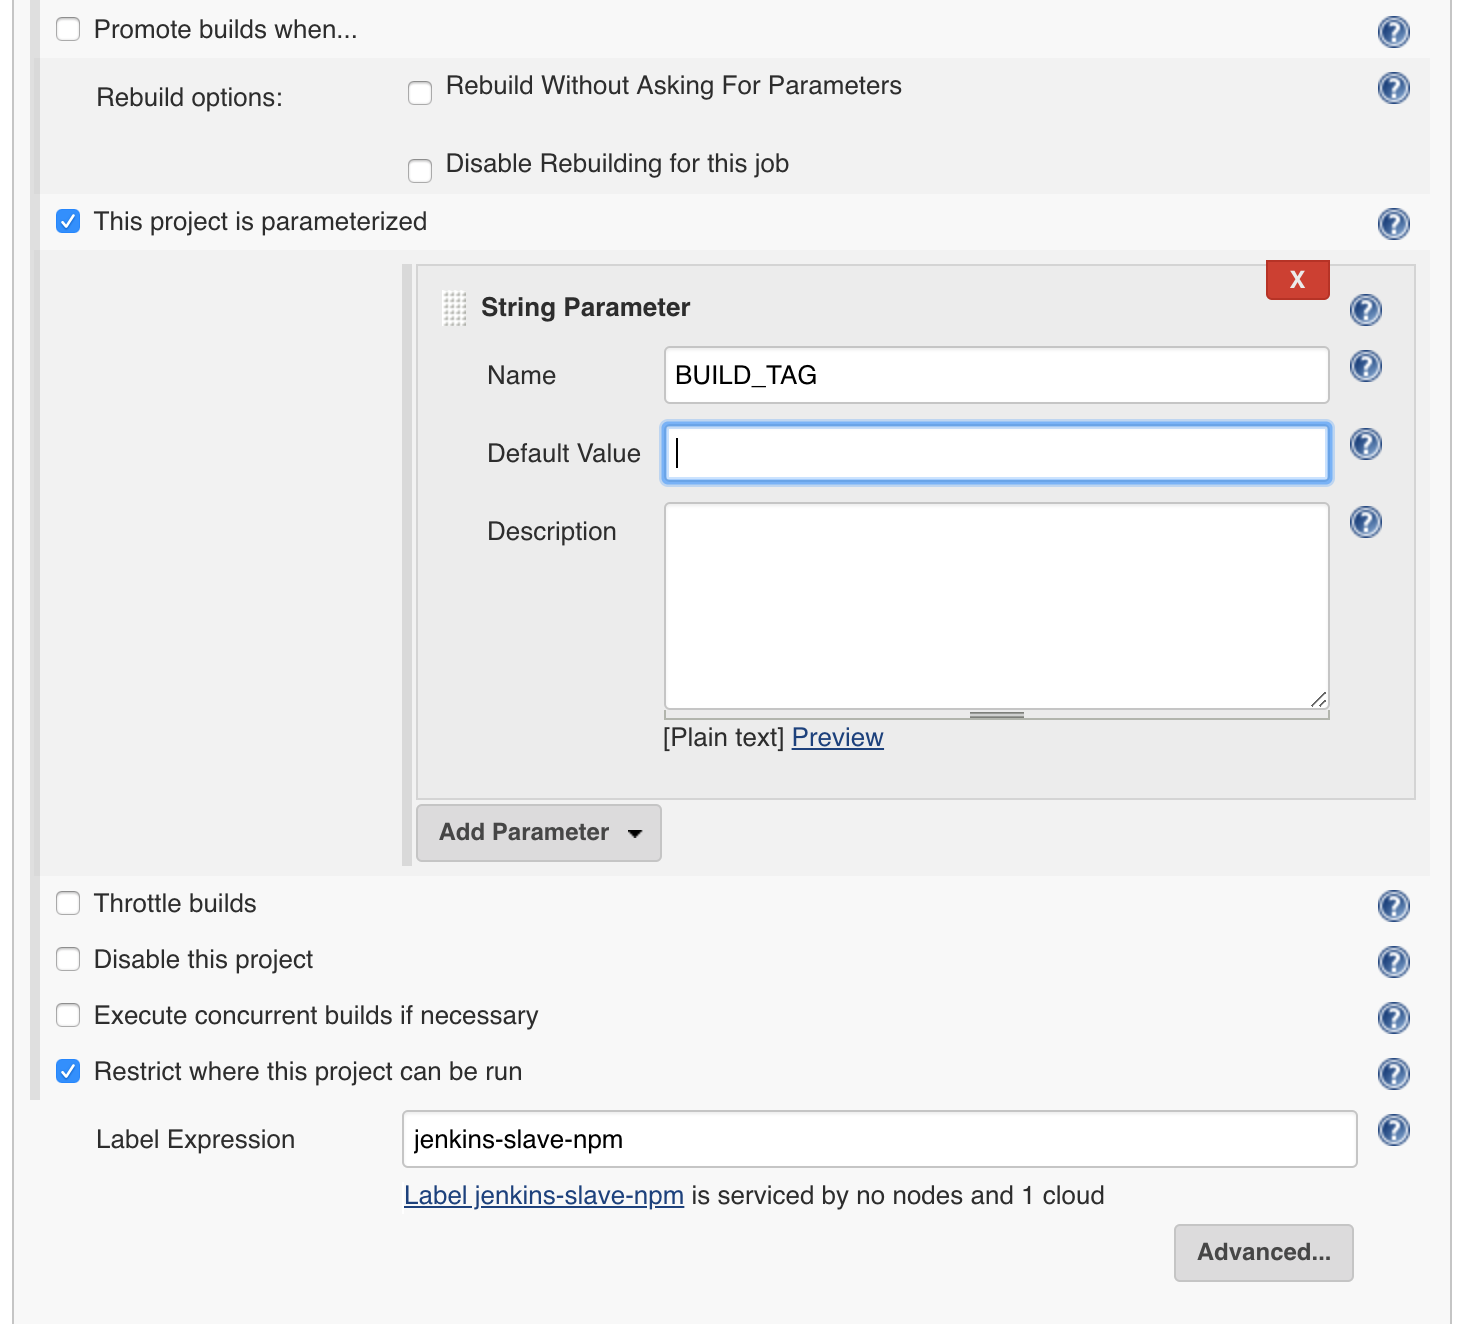 Promote builds when...
Rebuild options:
Rebuild Without Asking For Parameters
Disable Rebuilding for this job
This project is parameterized
X
String Parameter
Name
BUILD_TAG
Default Value
Description
[Plain text] Preview
Add Parameter
Throttle builds
Disable this project
Execute concurrent builds if necessary
Restrict where this project can be run
Label Expression
jenkins-slave-npm
Label jenkins-slave-npm is serviced by no nodes and 1 cloud
Advanced...